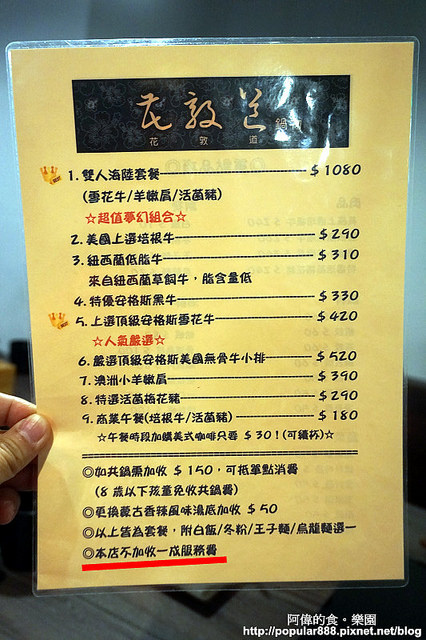 花敦道 鍋物
花 敦 道
1. 雙人海陸套餐 $1080
(雪花牛/羊嫩肩/活菌豬)
☆超值夢幻組合☆
2. 美國上選培根牛 $290
3. 紐西蘭低脂牛 $310
來自紐西蘭草飼牛,脂含量低
4. 特優安格斯黑牛 $330
5. 上選頂級安格斯雪花牛 $420
☆人氣嚴選☆
6. 嚴選頂級安格斯美國無骨牛小排 $520
7. 澳洲小羊嫩肩 $390
8. 特選活菌梅花豬 $290
9. 商業午餐(培根牛/活菌豬) $180
☆午餐時段加購美式咖啡只要 $30!(可續杯)☆
◎如共鍋需加收 $150,可抵單點消費
(8歲以下孩童免收共鍋費)
◎更換蒙古香辣風味湯底加收 $50
◎以上皆為套餐,附白飯/冬粉/王子麵/烏龍麵選一
◎本店不加收一成服務費
阿偉的食。樂園
http://popular888.pixnet.net/blog